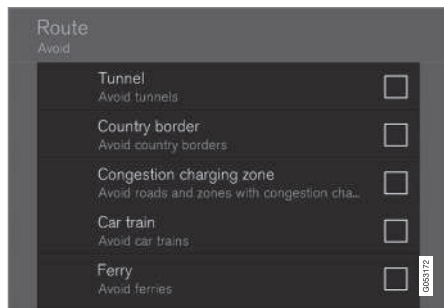 Route
Avoid
Tunnel
Avoid tunnels
Country border
Avoid country borders
Congestion charging zone
Avoid roads and zones with congestion cha...
Car train
Avoid car trains
Ferry
Avoid ferries
G053172